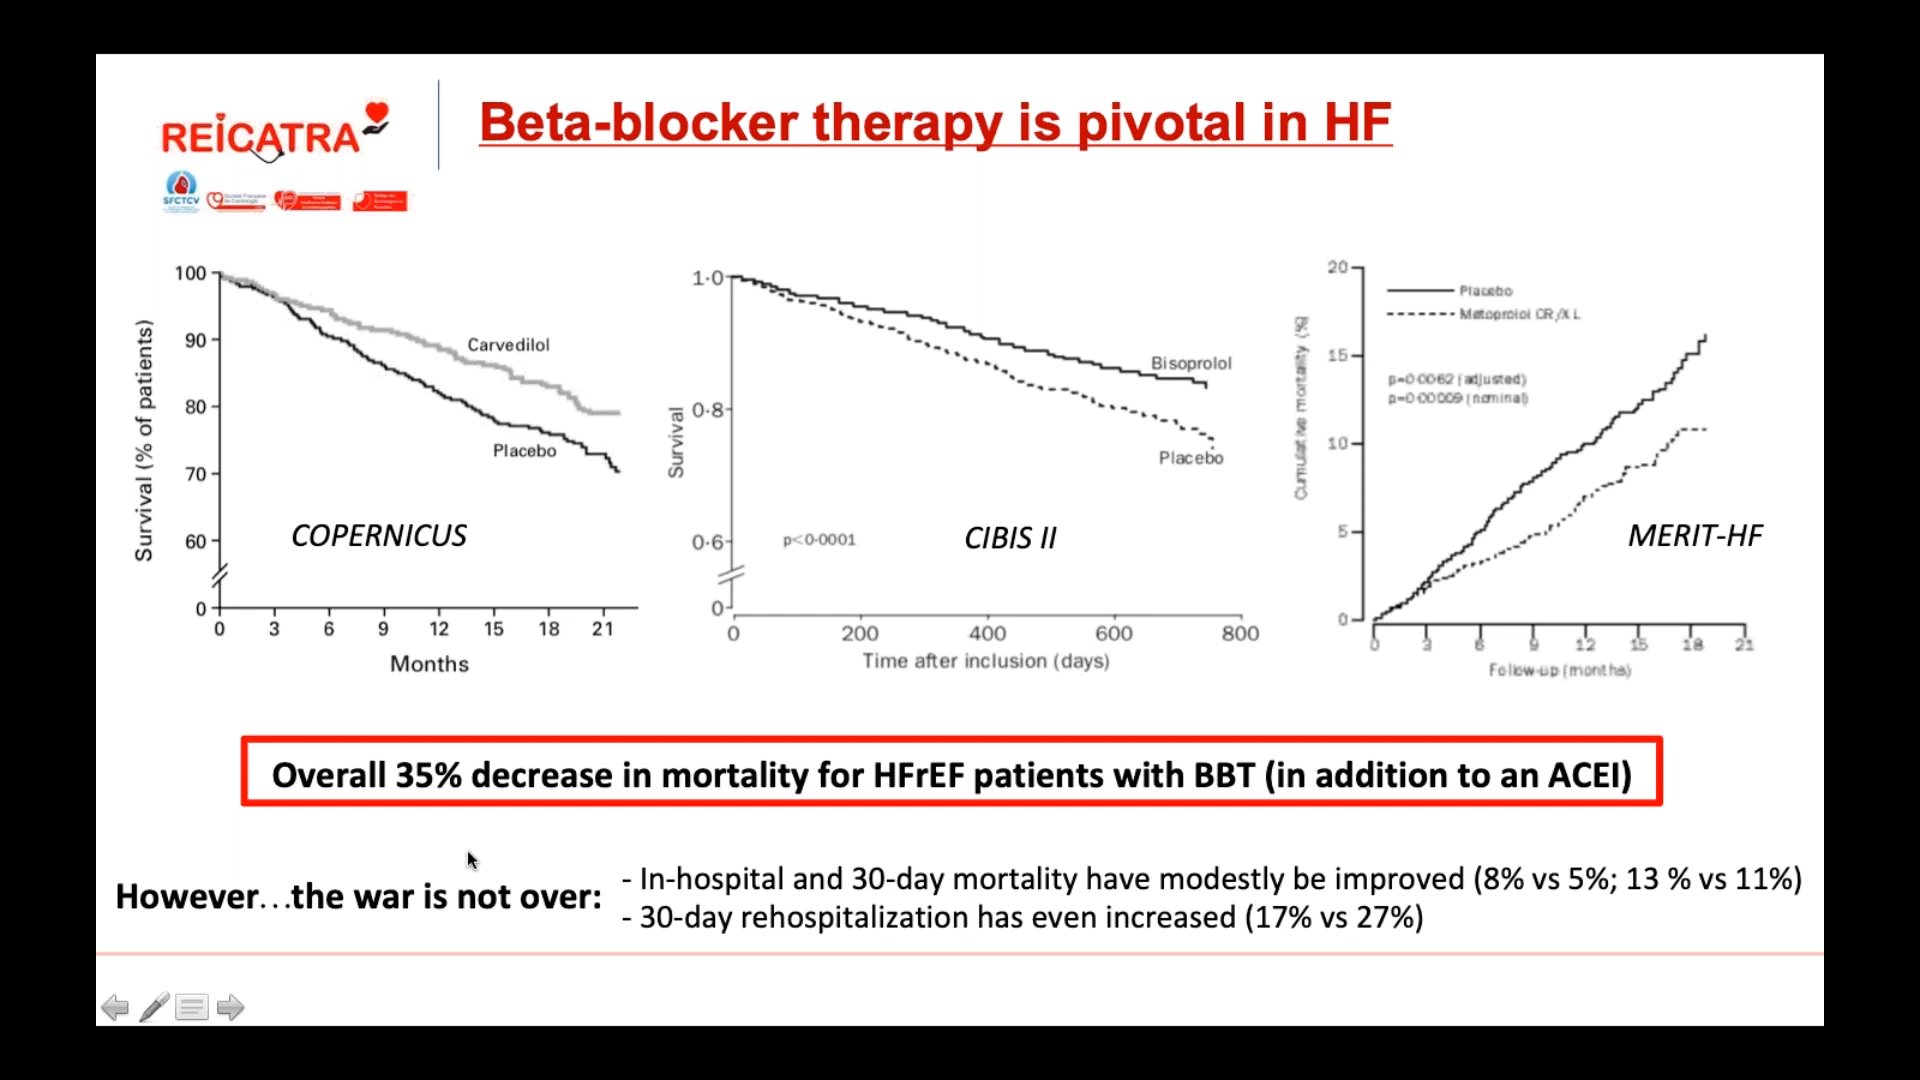 REICATRA
Beta-blocker therapy is pivotal in HF
SFCTCV
Survival (% of patients)
100
90
80
70
60
0
Carvedilol
Placebo
COPERNICUS
0 3 6 9 12 15 18 21
Months
Survival
1·0
0·8
0·6
0
Bisoprolol
Placebo
p<0·0001
CIBIS II
0 200 400 600 800
Time after inclusion (days)
Cumulative mortality (%)
20
15
10
5
0
Placebo
Metoprolol CR/XL
p=0·0062 (adjusted)
p=0·00009 (nominal)
MERIT-HF
0 3 6 9 12 15 18 21
Follow-up (months)
Overall 35% decrease in mortality for HFrEF patients with BBT (in addition to an ACEI)
However…the war is not over:
- In-hospital and 30-day mortality have modestly be improved (8% vs 5%; 13 % vs 11%)
- 30-day rehospitalization has even increased (17% vs 27%)